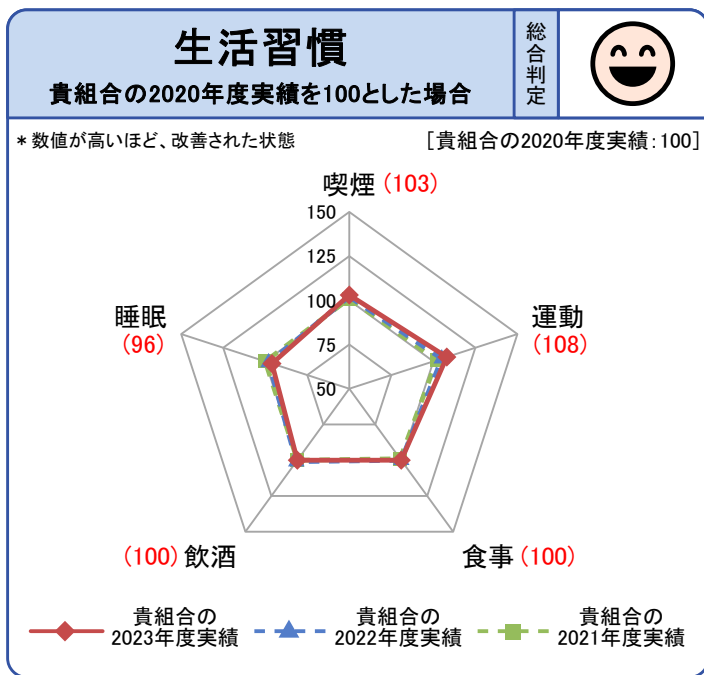 生活習慣
貴組合の2020年度実績を100とした場合
総合判定
*数値が高いほど、改善された状態
[貴組合の2020年度実績:100]
喫煙(103)
150
125
100
75
50
睡眠
(96)
運動
(108)
(100)飲酒
食事(100)
貴組合の
2023年度実績
貴組合の
2022年度実績
貴組合の
2021年度実績